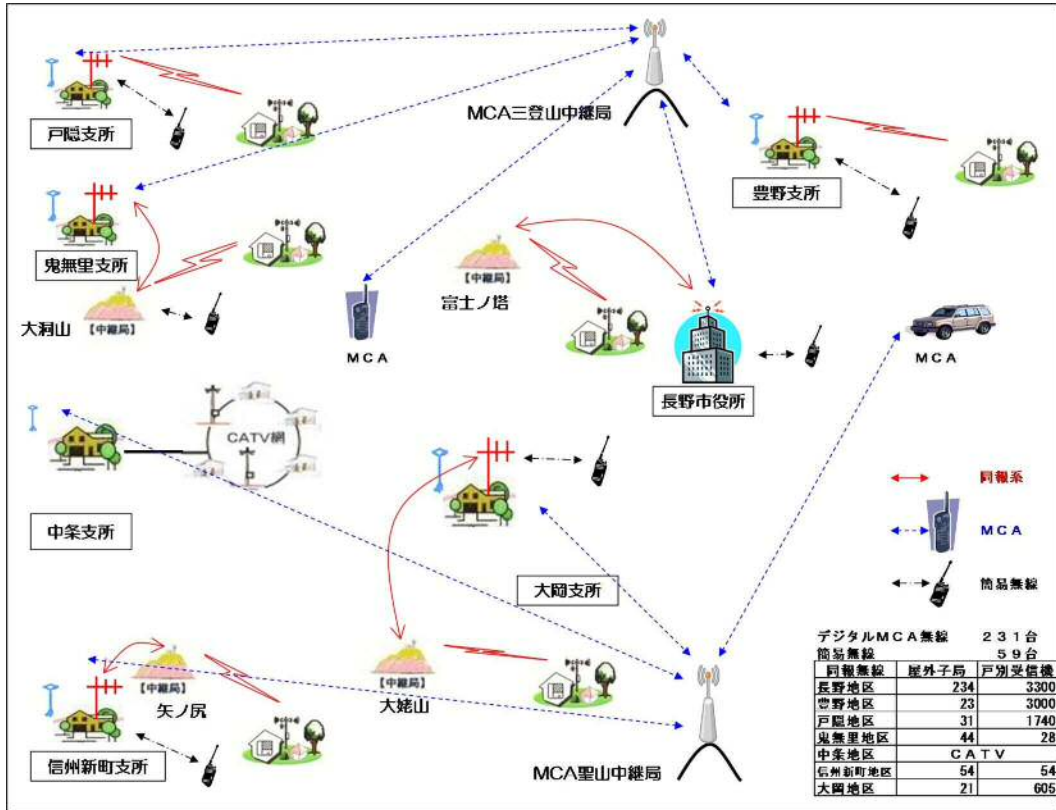 MCA三登山中継局
戸隠支所
豊野支所
鬼無里支所
【中継局】
大洞山
MCA
【中継局】
富士ノ塔
長野市役所
MCA
CATV網
中条支所
大岡支所
同報系
MCA
簡易無線
【中継局】
矢ノ尻
信州新町支所
【中継局】
大姥山
MCA聖山中継局
デジタルMCA無線 231台
簡易無線 59台
同報無線 屋外子局 戸別受信機
長野地区 234 3300
豊野地区 23 3000
戸隠地区 31 1740
鬼無里地区 44 28
中条地区 CATV
信州新町地区 54 54
大岡地区 21 605